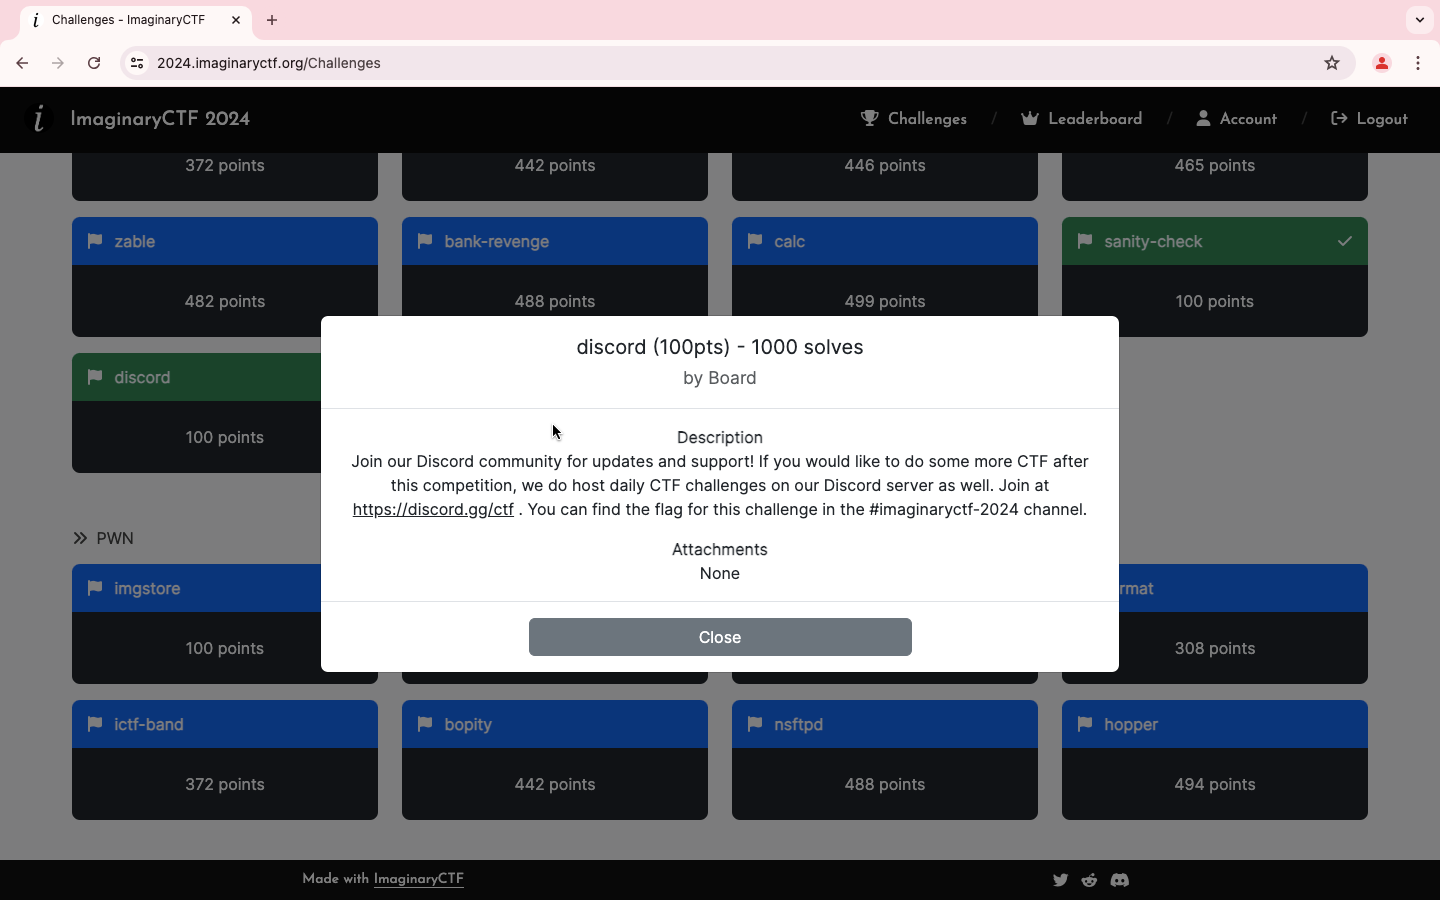 Challenges - ImaginaryCTF
2024.imaginaryctf.org/Challenges
i ImaginaryCTF 2024
Challenges / Leaderboard / Account / Logout
372 points
442 points
446 points
465 points
zable
bank-revenge
calc
sanity-check
482 points
488 points
499 points
100 points
discord
100 points
discord (100pts) - 1000 solves
by Board
Description
Join our Discord community for updates and support! If you would like to do some more CTF after
this competition, we do host daily CTF challenges on our Discord server as well. Join at
https://discord.gg/ctf . You can find the flag for this challenge in the #imaginaryctf-2024 channel.
Attachments
None
Close
PWN
imgstore
rmat
100 points
308 points
ictf-band
bopity
nsftpd
hopper
372 points
442 points
488 points
494 points
Made with ImaginaryCTF